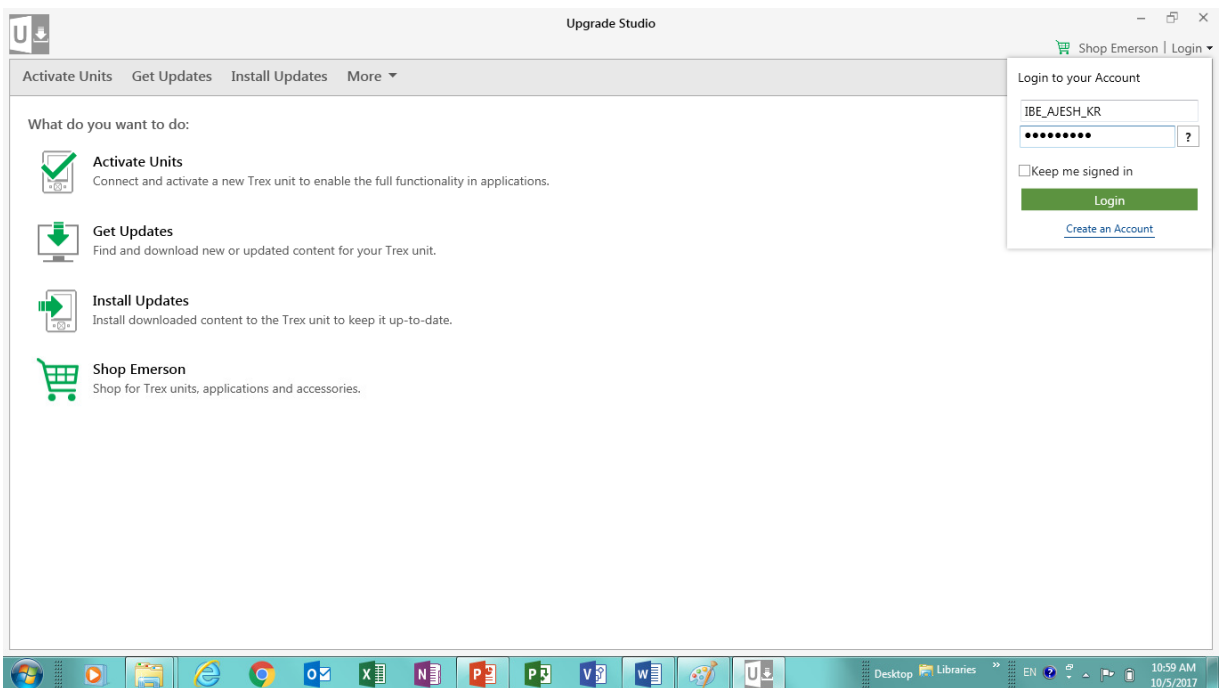 Upgrade Studio
Shop Emerson | Login
Activate Units Get Updates Install Updates More
Login to your Account
IBE_AJESH_KR
•••••••••
?
Keep me signed in
Login
Create an Account
What do you want to do:
Activate Units
Connect and activate a new Trex unit to enable the full functionality in applications.
Get Updates
Find and download new or updated content for your Trex unit.
Install Updates
Install downloaded content to the Trex unit to keep it up-to-date.
Shop Emerson
Shop for Trex units, applications and accessories.
Desktop Libraries » EN 10:59 AM
10/5/2017